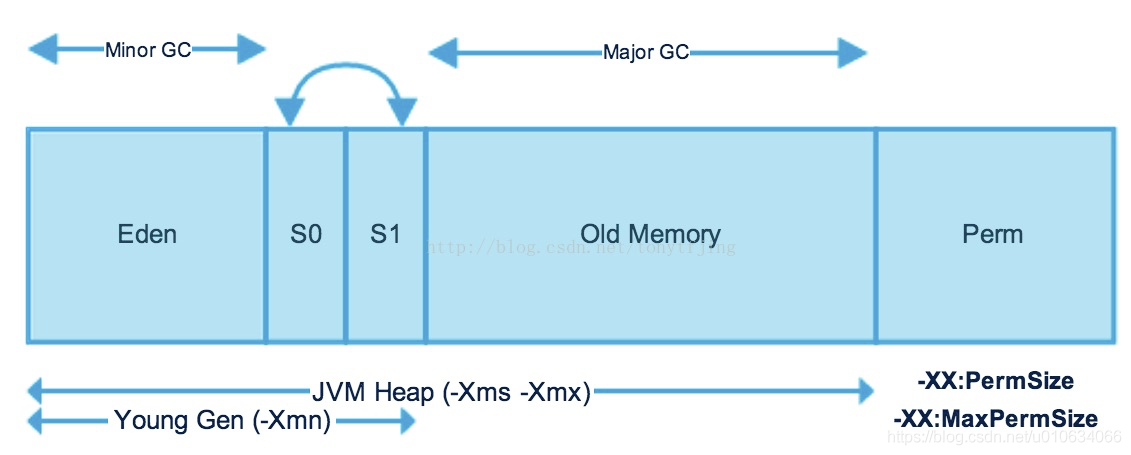 Minor GC
Major GC
Eden
S0
S1
Old Memory
Perm
http://blog.csdn.net/tonytfjing
JVM Heap (-Xms -Xmx)
-XX:PermSize
Young Gen (-Xmn)
-XX:MaxPermSize
https://blog.csdn.net/u010634066